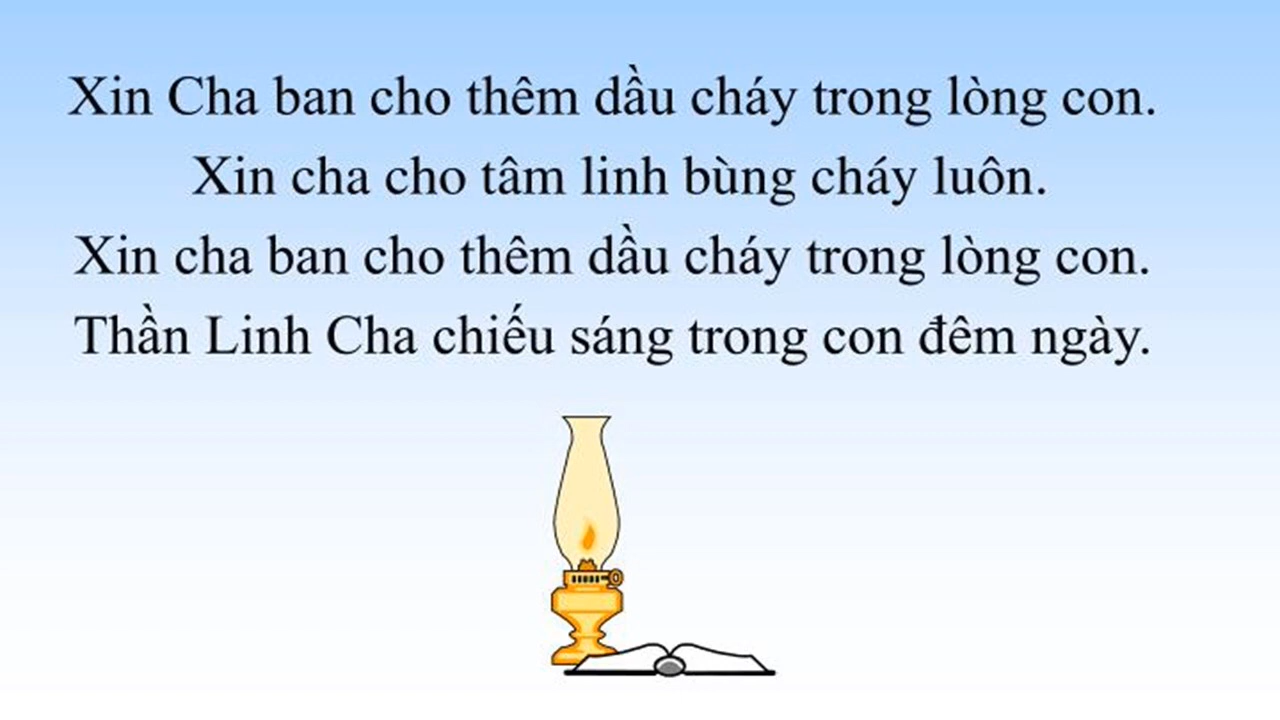 Xin Cha ban cho thêm dầu cháy trong lòng con.
Xin cha cho tâm linh bùng cháy luôn.
Xin cha ban cho thêm dầu cháy trong lòng con.
Thần Linh Cha chiếu sáng trong con đêm ngày.